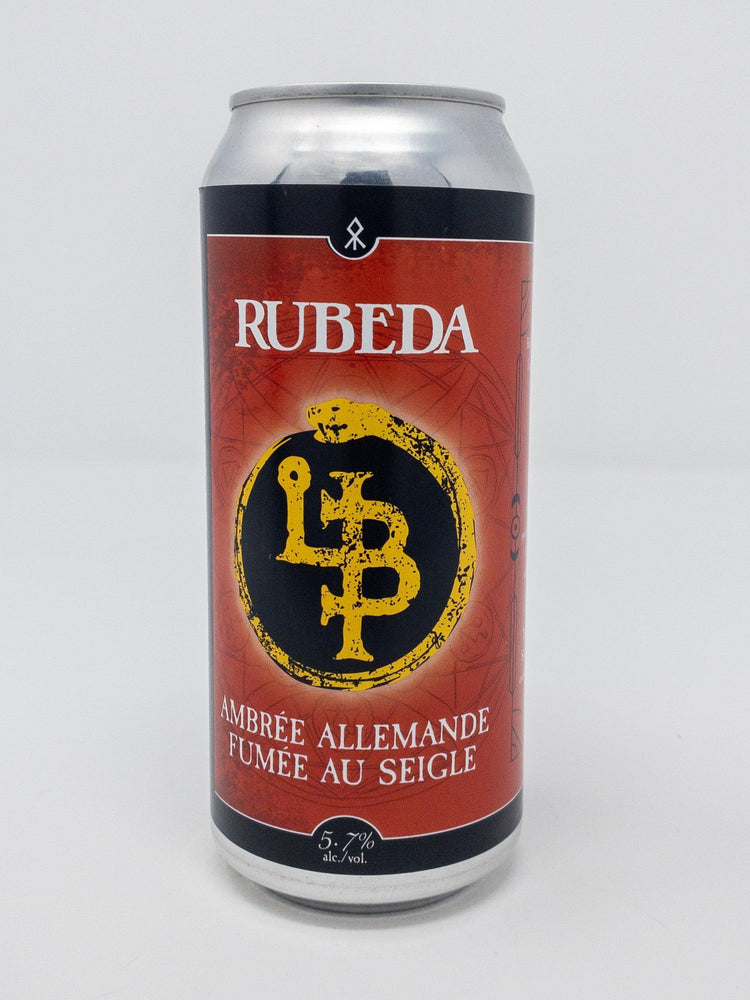 RUBEDA
LBP
AMBRÉE ALLEMANDE
FUMÉE AU SEIGLE
5.7%
alc./vol.